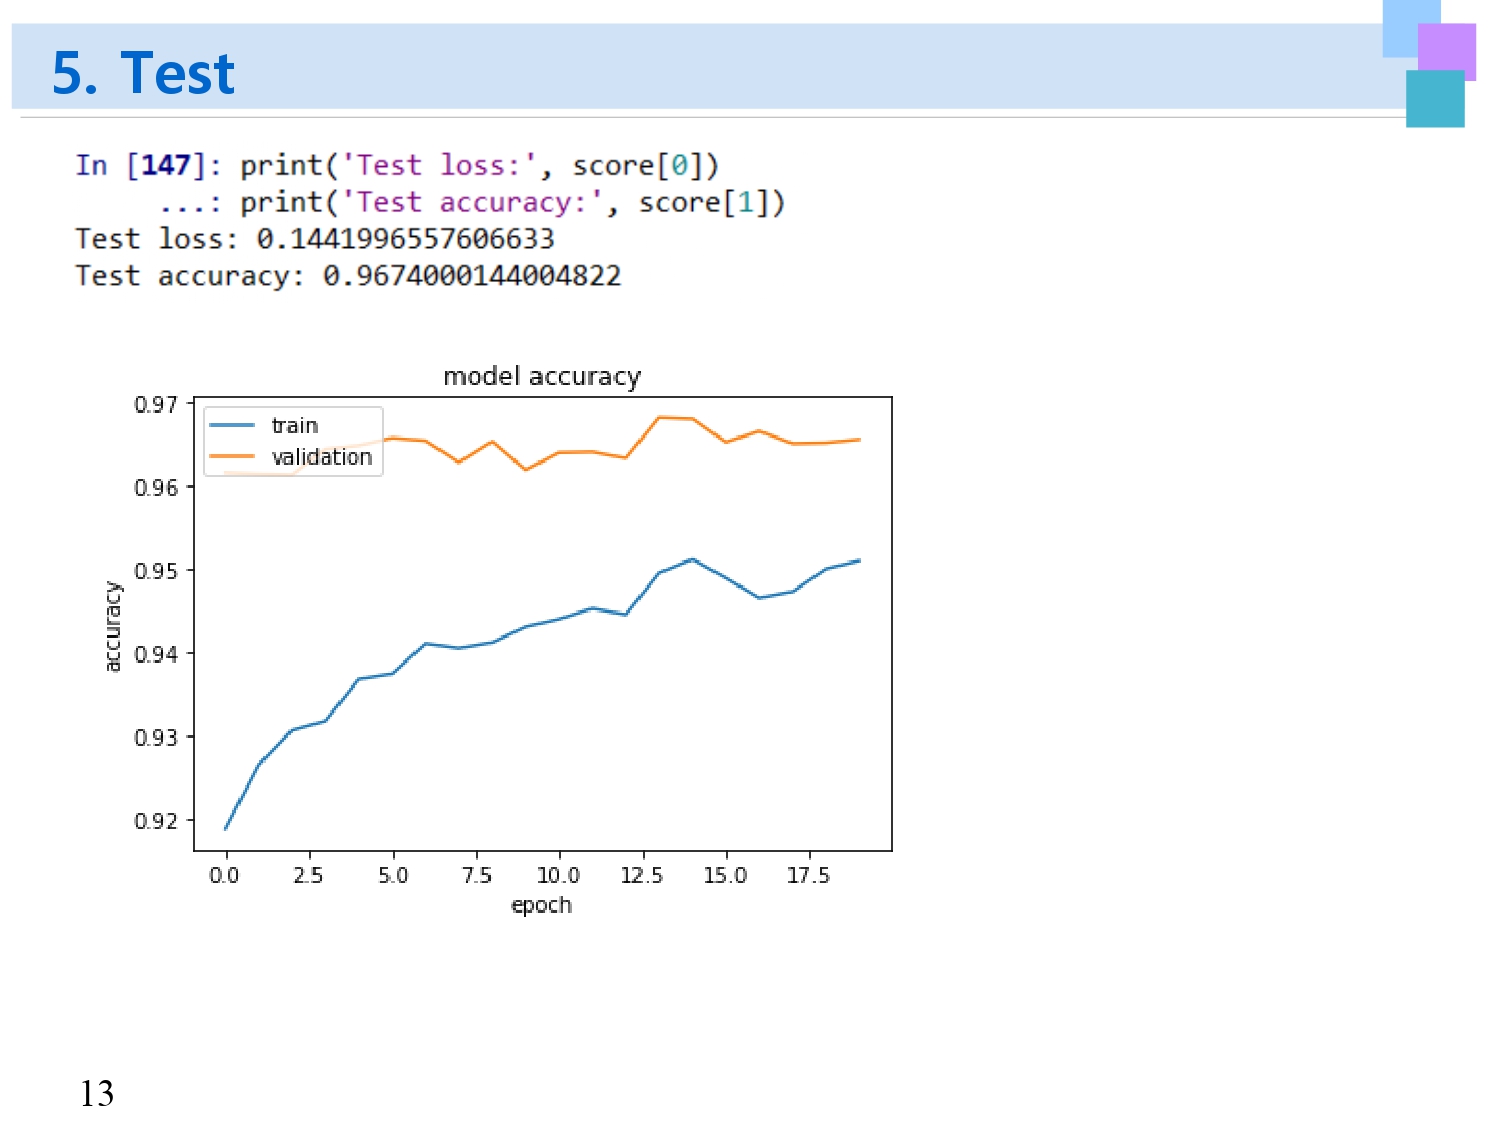 5. Test
In [147]: print('Test loss:', score[0])
...: print('Test accuracy:', score[1])
Test loss: 0.1441996557606633
Test accuracy: 0.9674000144004822
model accuracy
train
validation
0.97
0.96
0.95
0.94
0.93
0.92
accuracy
0.0 2.5 5.0 7.5 10.0 12.5 15.0 17.5
epoch
13